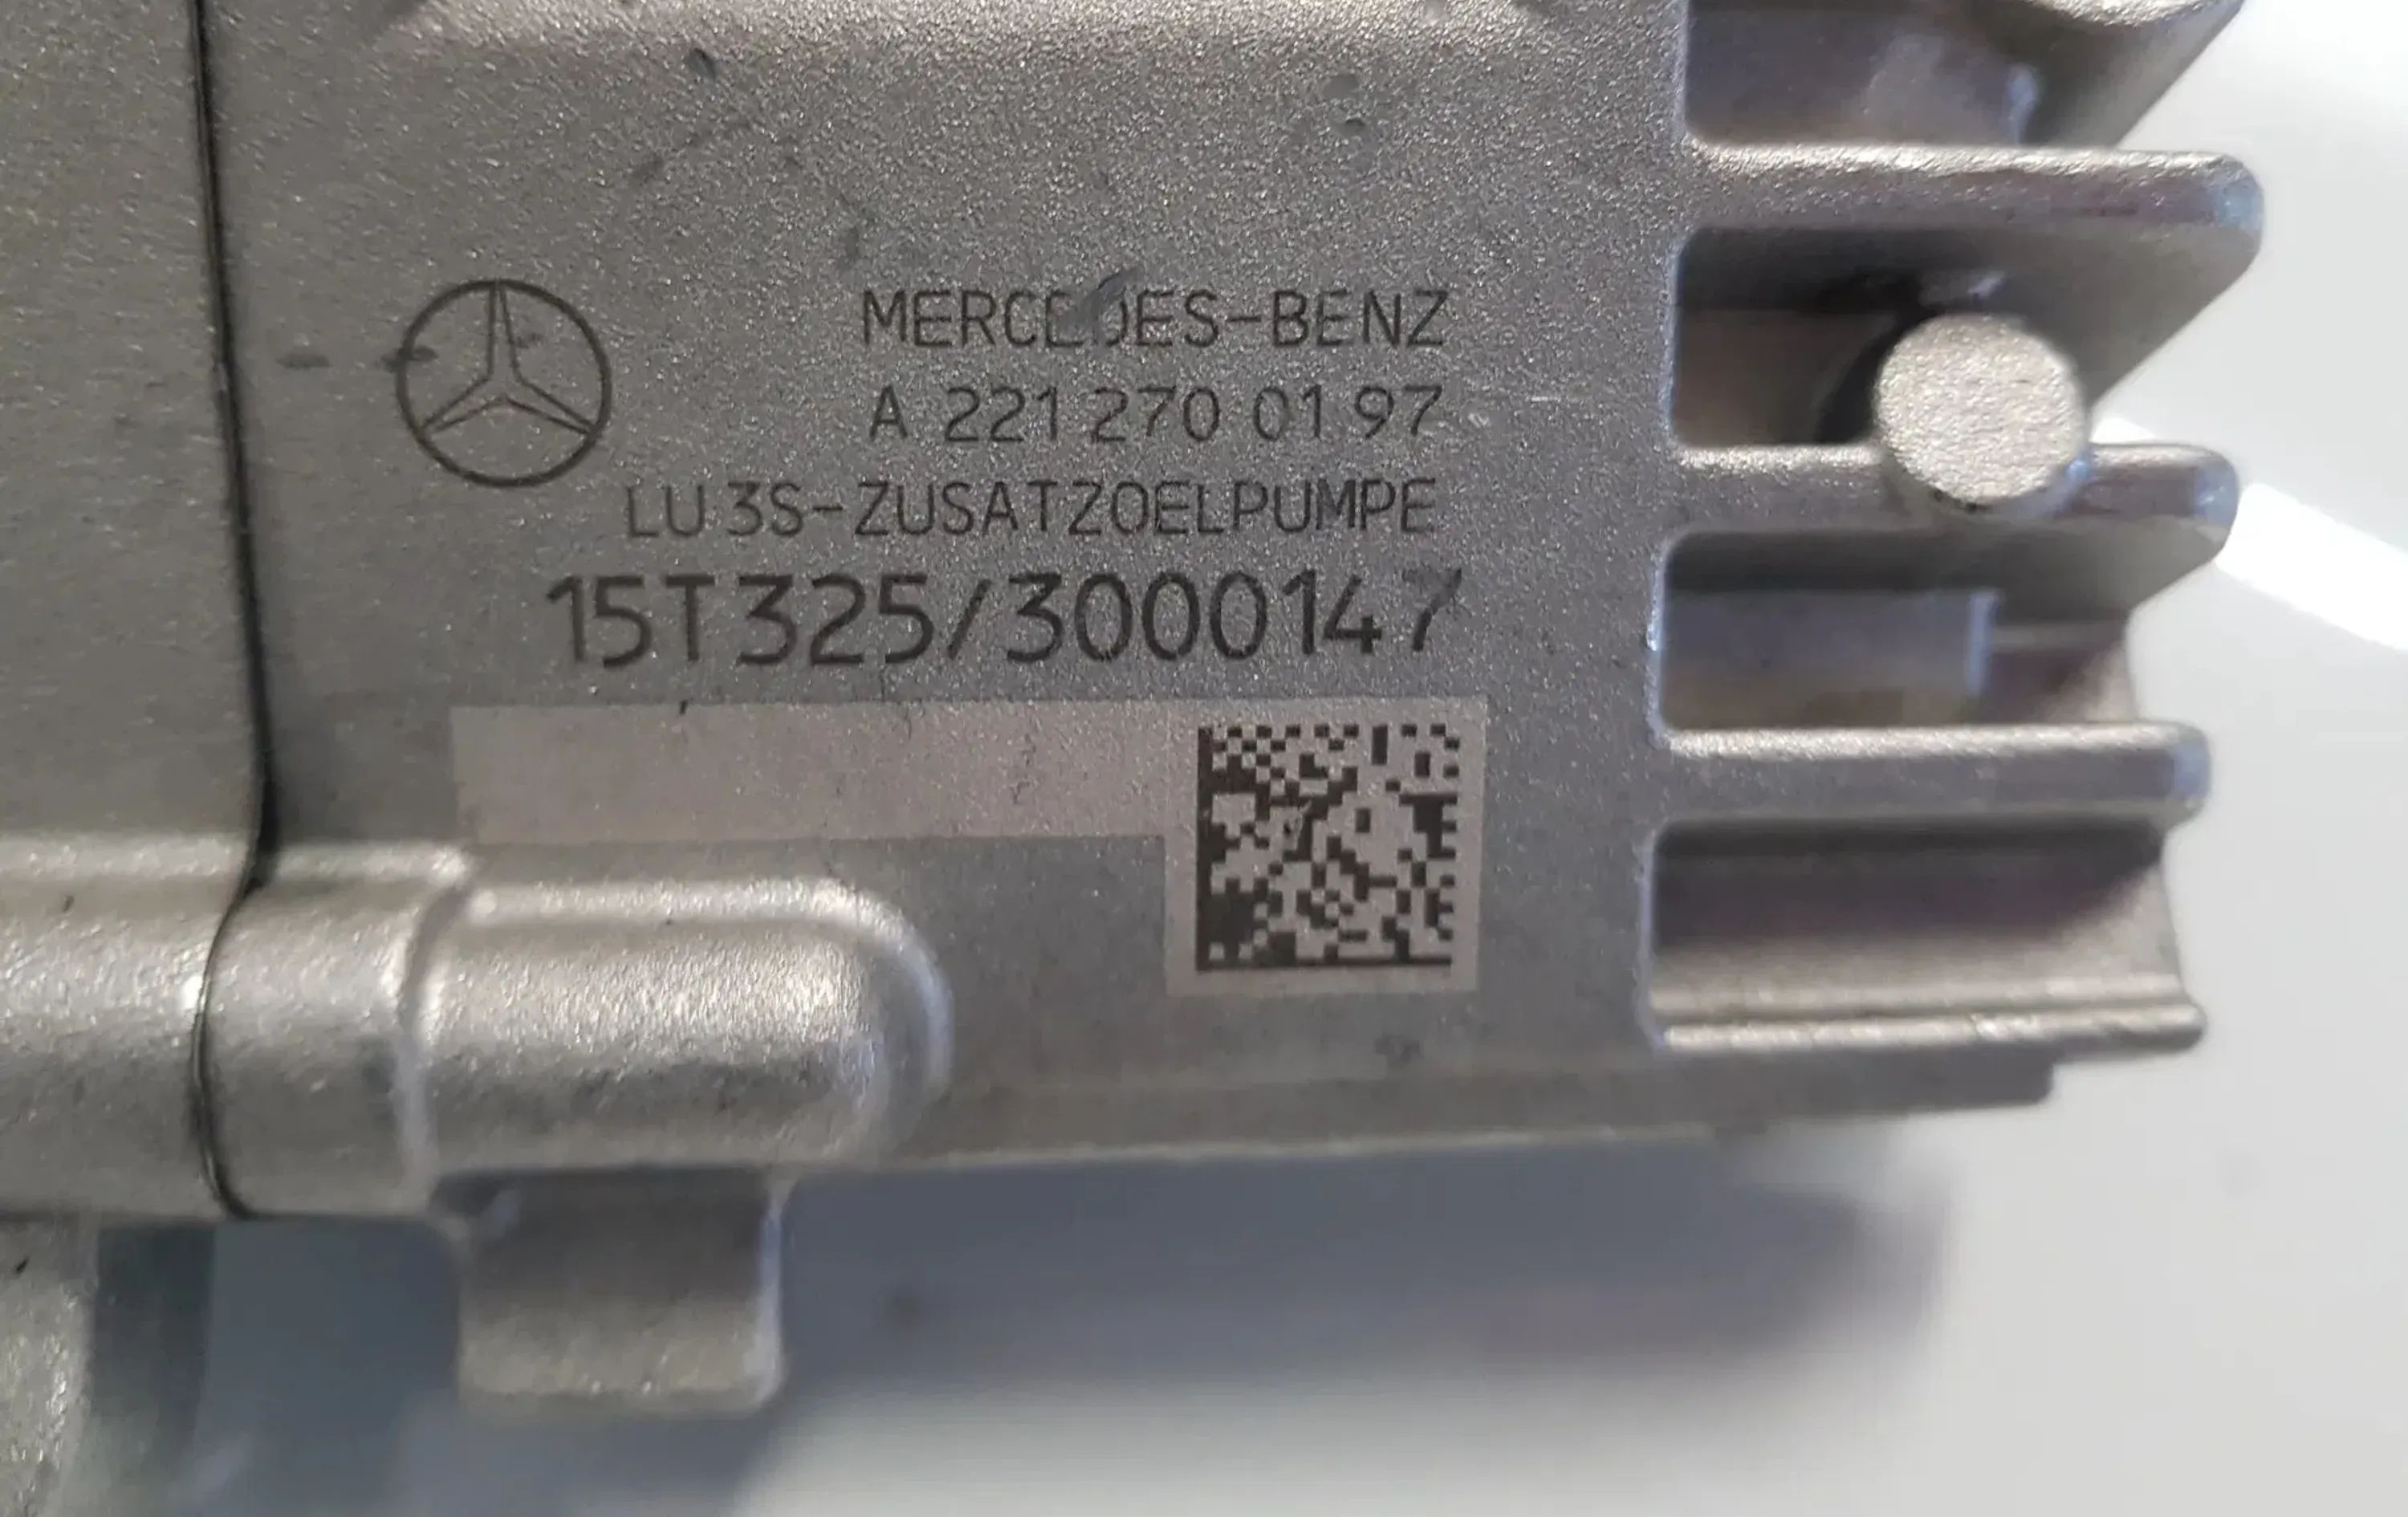 MERCEDES-BENZ
A 221 270 01 97
LU 3S-ZUSATZOELPUMPE
15T325/3000147